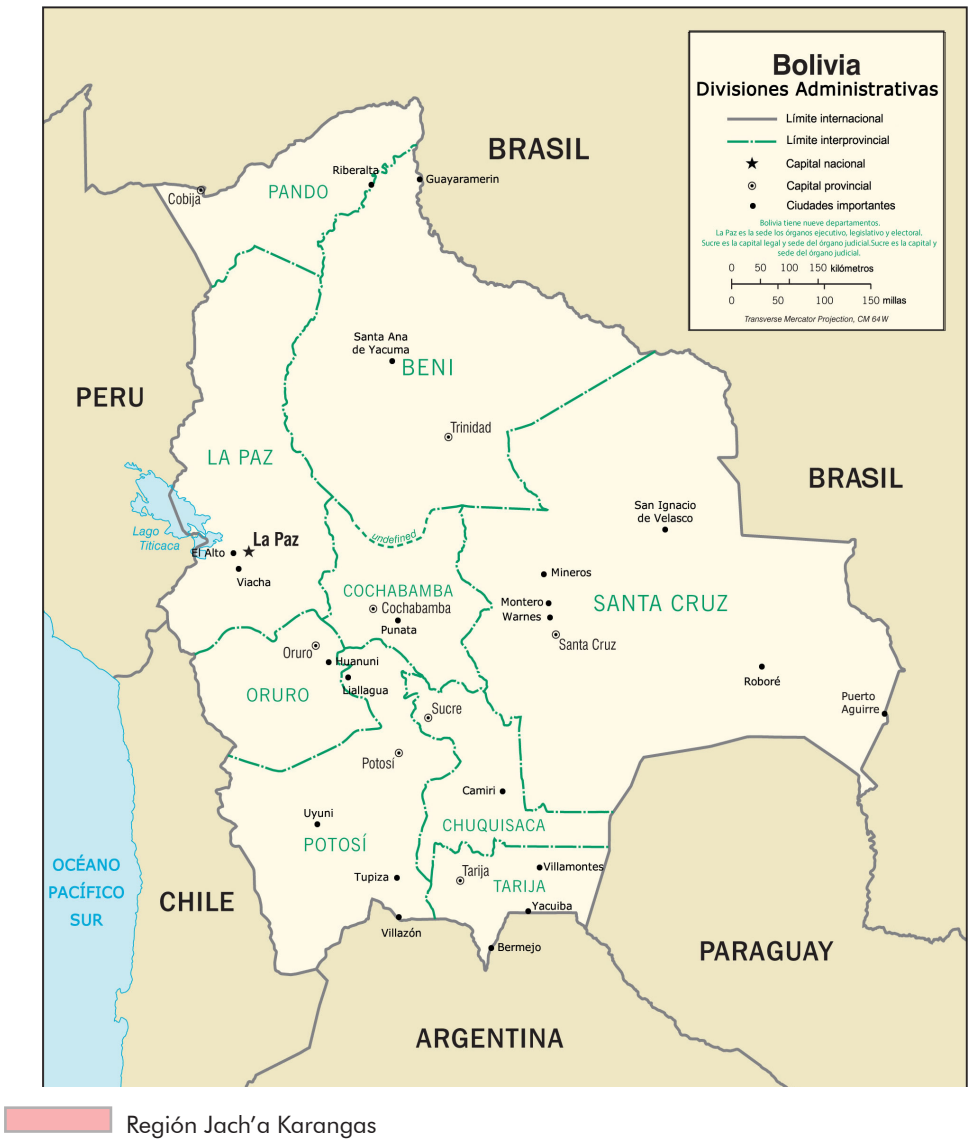 Bolivia
Divisiones Administrativas
Límite internacional
Límite interprovincial
Capital nacional
Capital provincial
Ciudades importantes
Bolivia tiene nueve departamentos.
La Paz es la sede los órganos ejecutivo, legislativo y electoral.
Sucre es la capital legal y sede del órgano judicial.Sucre es la capital y
sede del órgano judicial.
0 50 100 150 kilómetros
0 50 100 150 millas
Transverse Mercator Projection, CM 64W
BRASIL
Riberalta
Guayaramerin
PANDO
Cobija
Santa Ana
de Yacuma
BENI
PERU
Trinidad
LA PAZ
BRASIL
San Ignacio
de Velasco
Lago
Titicaca
La Paz
El Alto
Viacha
undefined
Mineros
COCHABAMBA
Cochabamba
Punata
Montero
Warnes
SANTA CRUZ
Santa Cruz
Oruro
Huanuni
Liallagua
ORURO
Roboré
Puerto
Aguirre
Sucre
Potosí
Camiri
Uyuni
CHUQUISACA
POTOSÍ
OCÉANO
PACÍFICO
SUR
Tupiza
Tarija
Villamontes
TARIJA
CHILE
Yacuiba
Villazón
Bermejo
PARAGUAY
ARGENTINA
Región Jach’a Karangas